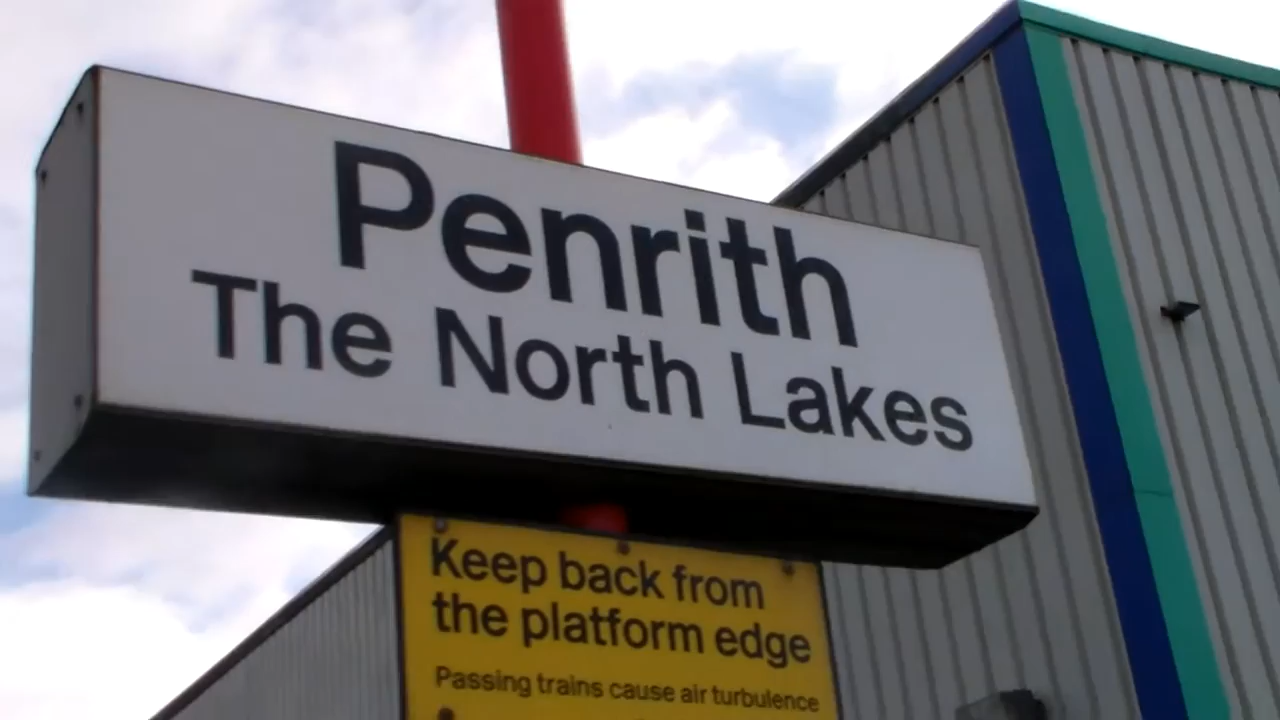 Penrith
The North Lakes
Keep back from
the platform edge
Passing trains cause air turbulence